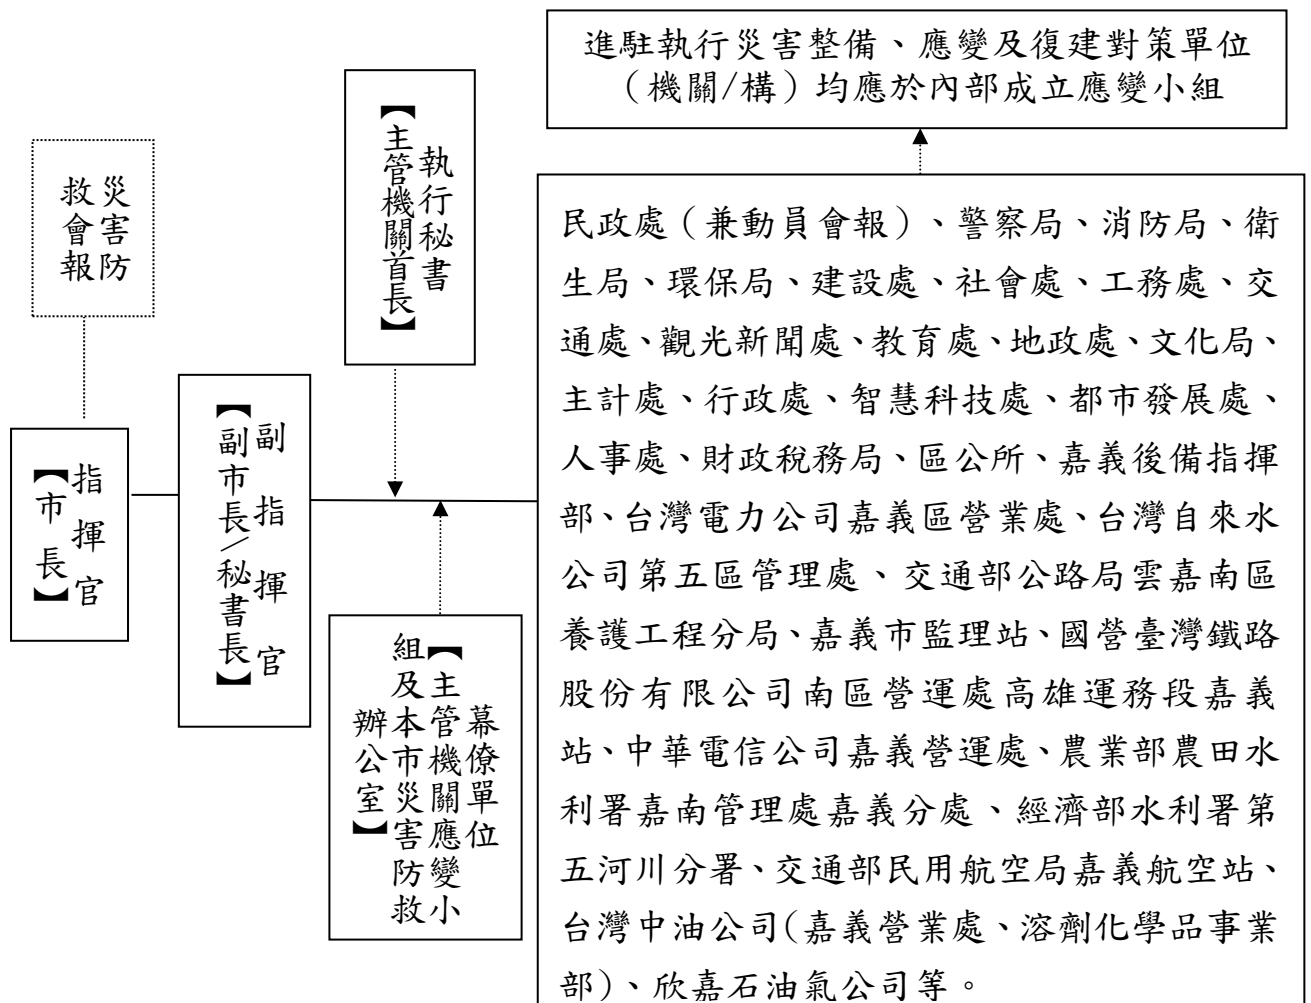 進駐執行災害整備、應變及復建對策單位
（機關/構）均應於內部成立應變小組
執行秘書
【主管機關首長】
災害防
救會報
指揮官
【市長】
副指揮官
【副市長/秘書長】
幕僚單位
【主管機關應變小
組及本市災害防救
辦公室】
民政處（兼動員會報）、警察局、消防局、衛
生局、環保局、建設處、社會處、工務處、交
通處、觀光新聞處、教育處、地政處、文化局、
主計處、行政處、智慧科技處、都市發展處、
人事處、財政稅務局、區公所、嘉義後備指揮
部、台灣電力公司嘉義區營業處、台灣自來水
公司第五區管理處、交通部公路局雲嘉南區
養護工程分局、嘉義市監理站、國營臺灣鐵路
股份有限公司南區營運處高雄運務段嘉義
站、中華電信公司嘉義營運處、農業部農田水
利署嘉南管理處嘉義分處、經濟部水利署第
五河川分署、交通部民用航空局嘉義航空站、
台灣中油公司(嘉義營業處、溶劑化學品事業
部)、欣嘉石油氣公司等。